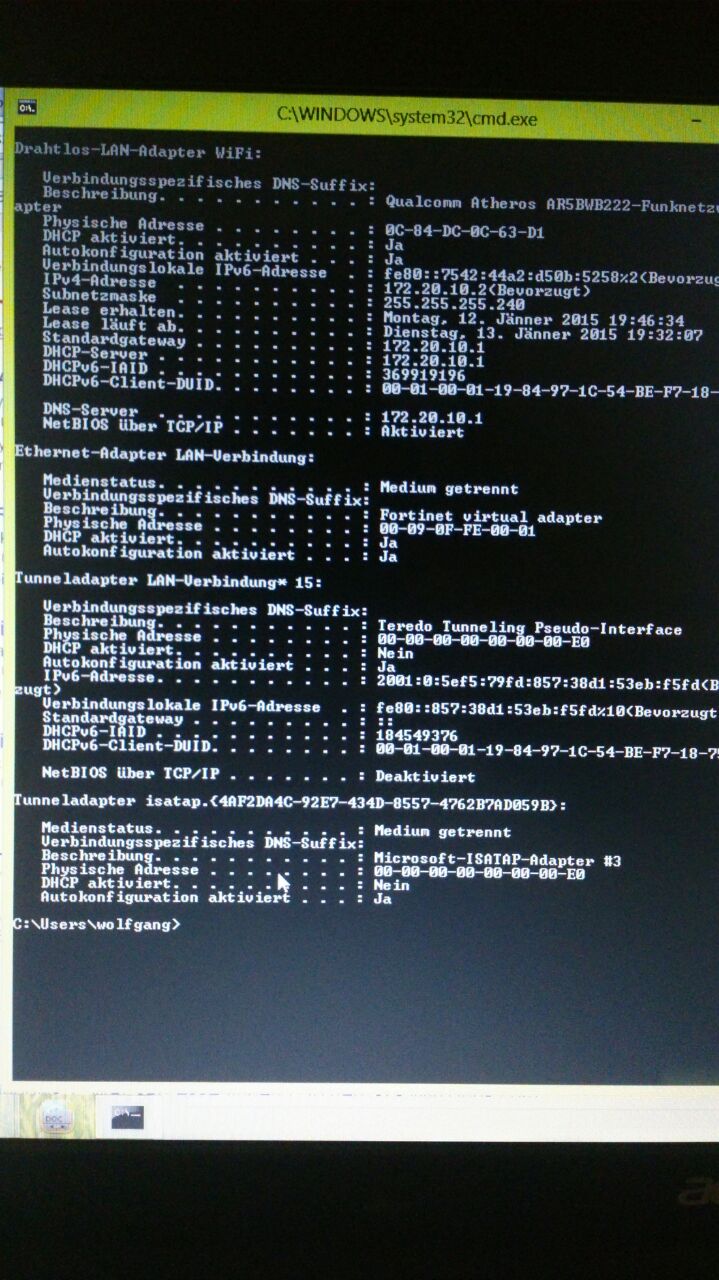 C:\WINDOWS\system32\cmd.exe
Drahtlos-LAN-Adapter WiFi:
Verbindungsspezifisches DNS-Suffix:
Beschreibung. . . . . . . . . . . : Qualcomm Atheros AR5BWB222-Funknetzu
apter
Physische Adresse . . . . . . . . : 0C-84-DC-0C-63-D1
DHCP aktiviert. . . . . . . . . . : Ja
Autokonfiguration aktiviert . . . : Ja
Verbindungslokale IPv6-Adresse . : fe80::7542:44a2:d50b:5258%2(Bevorzug
IPv4-Adresse . . . . . . . . . . : 172.20.10.2(Bevorzugt)
Subnetzmaske . . . . . . . . . . : 255.255.255.240
Lease erhalten. . . . . . . . . . : Montag, 12. Jänner 2015 19:46:34
Lease läuft ab. . . . . . . . . . : Dienstag, 13. Jänner 2015 19:32:07
Standardgateway . . . . . . . . . : 172.20.10.1
DHCP-Server . . . . . . . . . . . : 172.20.10.1
DHCPv6-IAID . . . . . . . . . . . : 369919196
DHCPv6-Client-DUID. . . . . . . . : 00-01-00-01-19-84-97-1C-54-BE-F7-18-
DNS-Server . . . . . . . . . . . : 172.20.10.1
NetBIOS über TCP/IP . . . . . . . : Aktiviert
Ethernet-Adapter LAN-Verbindung:
Medienstatus. . . . . . . . . . . : Medium getrennt
Verbindungsspezifisches DNS-Suffix:
Beschreibung. . . . . . . . . . . : Fortinet virtual adapter
Physische Adresse . . . . . . . . : 00-09-0F-FE-00-01
DHCP aktiviert. . . . . . . . . . : Ja
Autokonfiguration aktiviert . . . : Ja
Tunneladapter LAN-Verbindung* 15:
Verbindungsspezifisches DNS-Suffix:
Beschreibung. . . . . . . . . . . : Teredo Tunneling Pseudo-Interface
Physische Adresse . . . . . . . . : 00-00-00-00-00-00-00-E0
DHCP aktiviert. . . . . . . . . . : Nein
Autokonfiguration aktiviert . . . : Ja
IPv6-Adresse. . . . . . . . . . . : 2001:0:5ef5:79fd:857:38d1:53eb:f5fd(B
zugt)
Verbindungslokale IPv6-Adresse . : fe80::857:38d1:53eb:f5fd%10(Bevorzugt
Standardgateway . . . . . . . . . : ::
DHCPv6-IAID . . . . . . . . . . . : 184549376
DHCPv6-Client-DUID. . . . . . . . : 00-01-00-01-19-84-97-1C-54-BE-F7-18-75
NetBIOS über TCP/IP . . . . . . . : Deaktiviert
Tunneladapter isatap.{4AF2DA4C-92E7-434D-8557-4762B7AD059B}:
Medienstatus. . . . . . . . . . . : Medium getrennt
Verbindungsspezifisches DNS-Suffix:
Beschreibung. . . . . . . . . . . : Microsoft-ISATAP-Adapter #3
Physische Adresse . . . . . . . . : 00-00-00-00-00-00-00-E0
DHCP aktiviert. . . . . . . . . . : Nein
Autokonfiguration aktiviert . . . : Ja
C:\Users\wolfgang>
DOC